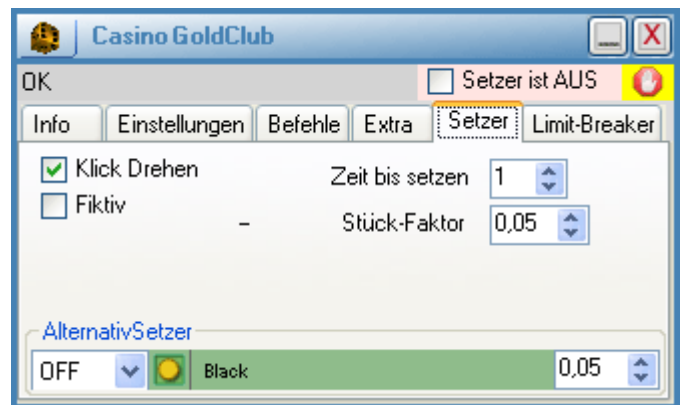 Casino GoldClub
OK
Setzer ist AUS
Info Einstellungen Befehle Extra Setzer Limit-Breaker
Klick Drehen Zeit bis setzen 1
Fiktiv
– Stück-Faktor 0,05
AlternativSetzer
OFF Black 0,05